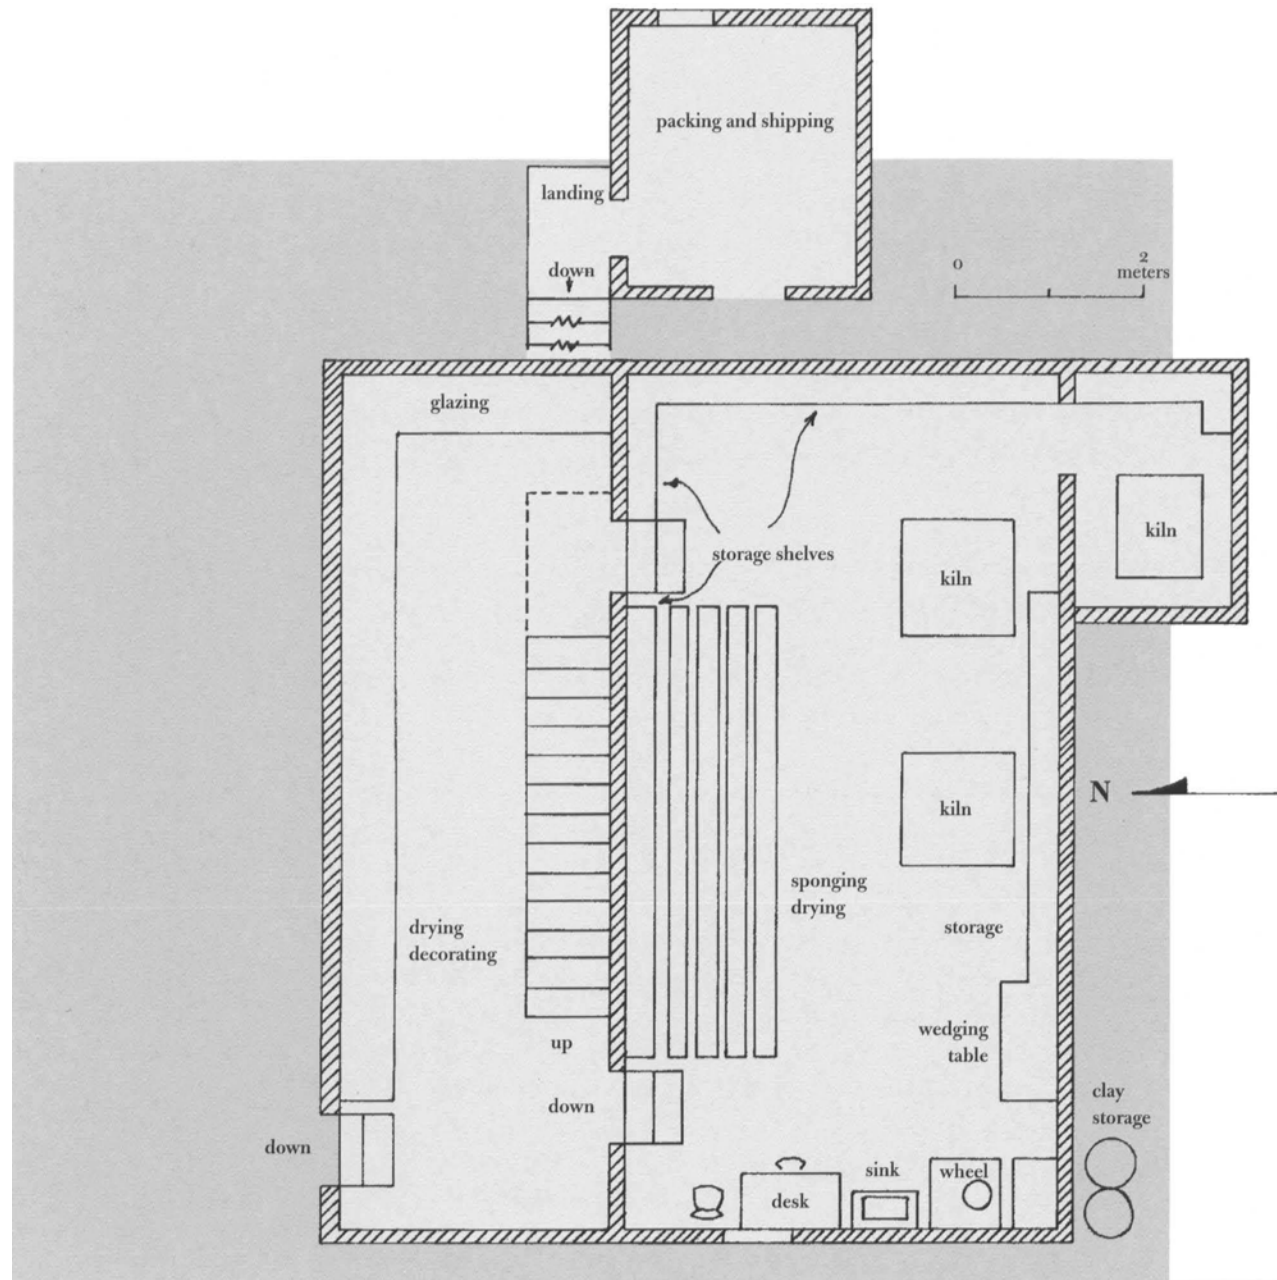 packing and shipping
landing
down
0
2
meters
glazing
storage shelves
kiln
kiln
N
kiln
sponging
drying
drying
decorating
storage
up
wedging
table
down
clay
storage
down
sink
wheel
desk